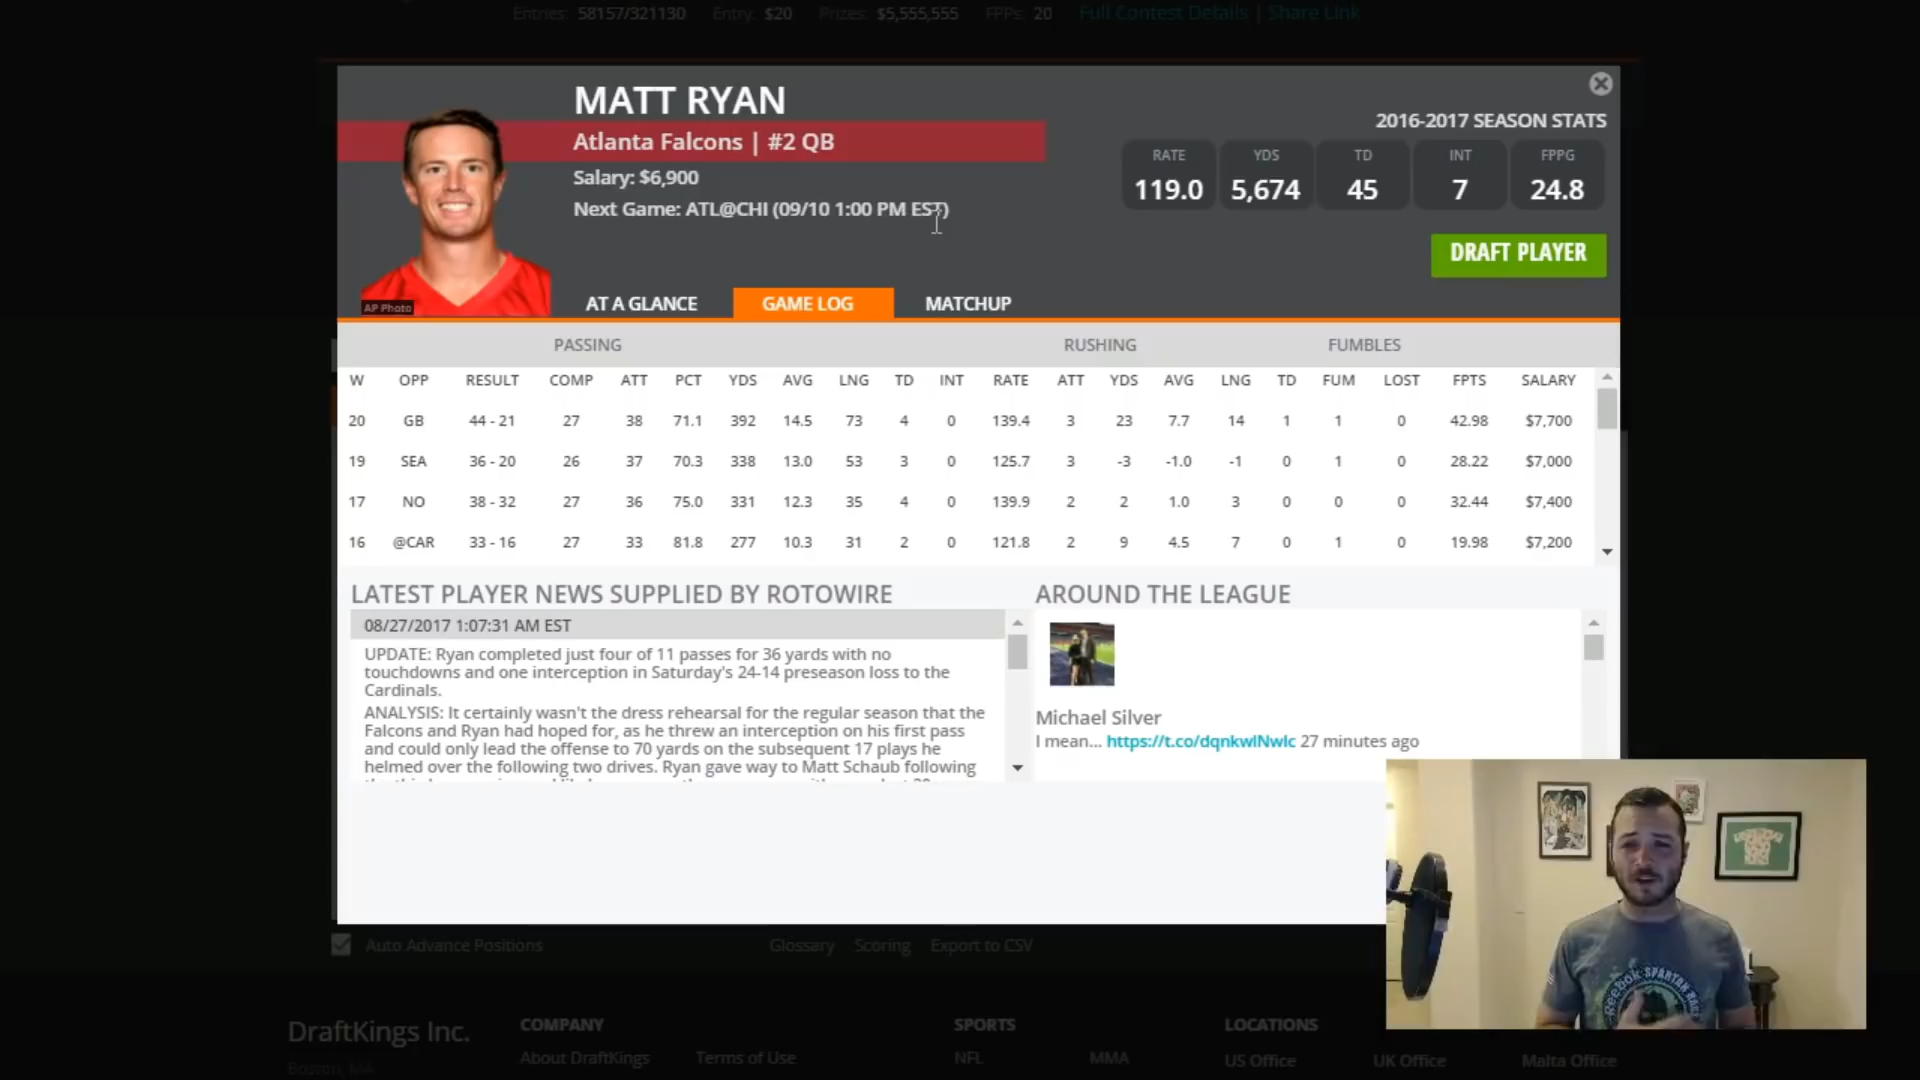 Entries: 58157/321130 Entry: $20 Prizes: $5,555,555 FPPs: 20 Full Contest Details | Share Link
MATT RYAN
Atlanta Falcons | #2 QB
Salary: $6,900
Next Game: ATL@CHI (09/10 1:00 PM EST)
AP Photo
2016-2017 SEASON STATS
RATE YDS TD INT FPPG
119.0 5,674 45 7 24.8
DRAFT PLAYER
AT A GLANCE GAME LOG MATCHUP
PASSING RUSHING FUMBLES
W OPP RESULT COMP ATT PCT YDS AVG LNG TD INT RATE ATT YDS AVG LNG TD FUM LOST FPTS SALARY
20 GB 44 - 21 27 38 71.1 392 14.5 73 4 0 139.4 3 23 7.7 14 1 1 0 42.98 $7,700
19 SEA 36 - 20 26 37 70.3 338 13.0 53 3 0 125.7 3 -3 -1.0 -1 0 1 0 28.22 $7,000
17 NO 38 - 32 27 36 75.0 331 12.3 35 4 0 139.9 2 2 1.0 3 0 0 0 32.44 $7,400
16 @CAR 33 - 16 27 33 81.8 277 10.3 31 2 0 121.8 2 9 4.5 7 0 1 0 19.98 $7,200
LATEST PLAYER NEWS SUPPLIED BY ROTOWIRE
08/27/2017 1:07:31 AM EST
UPDATE: Ryan completed just four of 11 passes for 36 yards with no
touchdowns and one interception in Saturday's 24-14 preseason loss to the
Cardinals.
ANALYSIS: It certainly wasn't the dress rehearsal for the regular season that the
Falcons and Ryan had hoped for, as he threw an interception on his first pass
and could only lead the offense to 70 yards on the subsequent 17 plays he
helmed over the following two drives. Ryan gave way to Matt Schaub following
AROUND THE LEAGUE
Michael Silver
I mean... https://t.co/dqnkwlNwlc 27 minutes ago
REEBOK SPARTAN RACE
Auto Advance Positions
Glossary Scoring Export to CSV
DraftKings Inc.
Boston, MA
COMPANY
About DraftKings Terms of Use
SPORTS
NFL MMA
LOCATIONS
US Office UK Office Malta Office